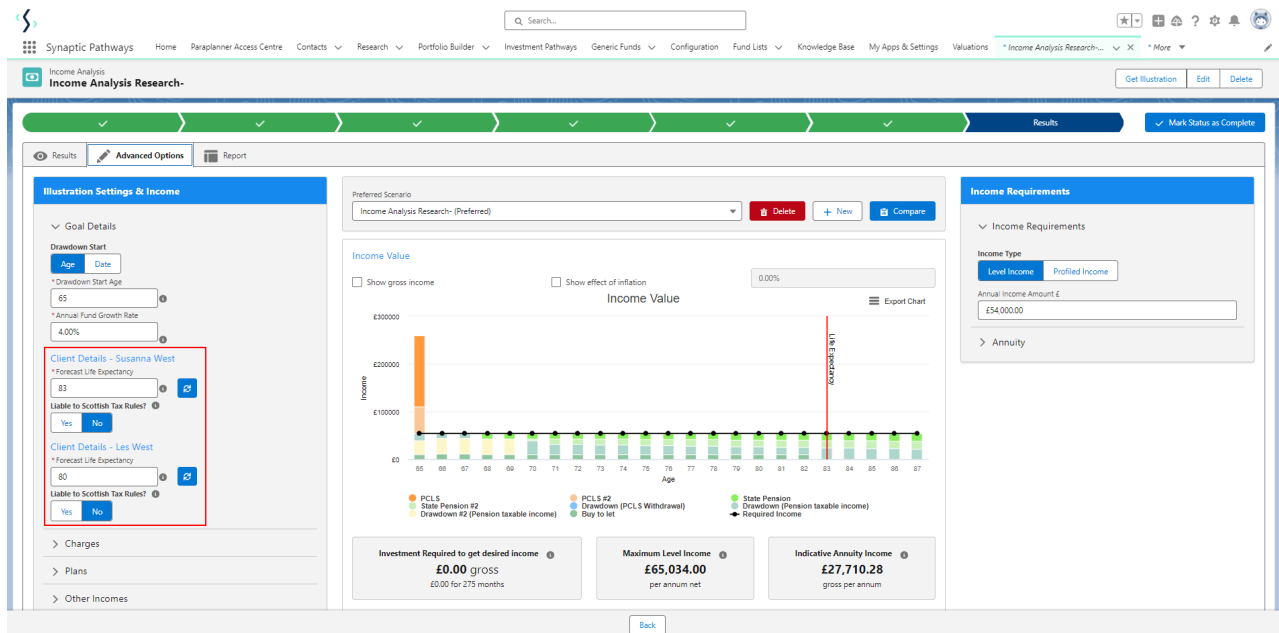 Search...
Synaptic Pathways Home Paraplanner Access Centre Contacts Research Portfolio Builder Investment Pathways Generic Funds Configuration Fund Lists Knowledge Base My Apps & Settings Valuations * Income Analysis Research-... * More
Income Analysis
Income Analysis Research-
Get Illustration Edit Delete
Results
Mark Status as Complete
Results Advanced Options Report
Illustration Settings & Income
Goal Details
Drawdown Start
Age Date
* Drawdown Start Age
65
* Annual Fund Growth Rate
4.00%
Client Details - Susanna West
* Forecast Life Expectancy
83
Liable to Scottish Tax Rules?
Yes No
Client Details - Les West
* Forecast Life Expectancy
80
Liable to Scottish Tax Rules?
Yes No
Charges
Plans
Other Incomes
Preferred Scenario
Income Analysis Research- (Preferred)
Delete + New Compare
Income Value
Show gross income Show effect of inflation 0.00%
Income Value
Export Chart
£300000
£200000
£100000
£0
Income
Life Expectancy
65 66 67 68 69 70 71 72 73 74 75 76 77 78 79 80 81 82 83 84 85 86 87
Age
PCLS PCLS #2 State Pension
State Pension #2 Drawdown (PCLS Withdrawal) Drawdown (Pension taxable income)
Drawdown #2 (Pension taxable income) Buy to let Required Income
Investment Required to get desired income
£0.00 gross
£0.00 for 275 months
Maximum Level Income
£65,034.00
per annum net
Indicative Annuity Income
£27,710.28
gross per annum
Income Requirements
Income Requirements
Income Type
Level Income Profiled Income
Annual Income Amount £
£54,000.00
Annuity
Back